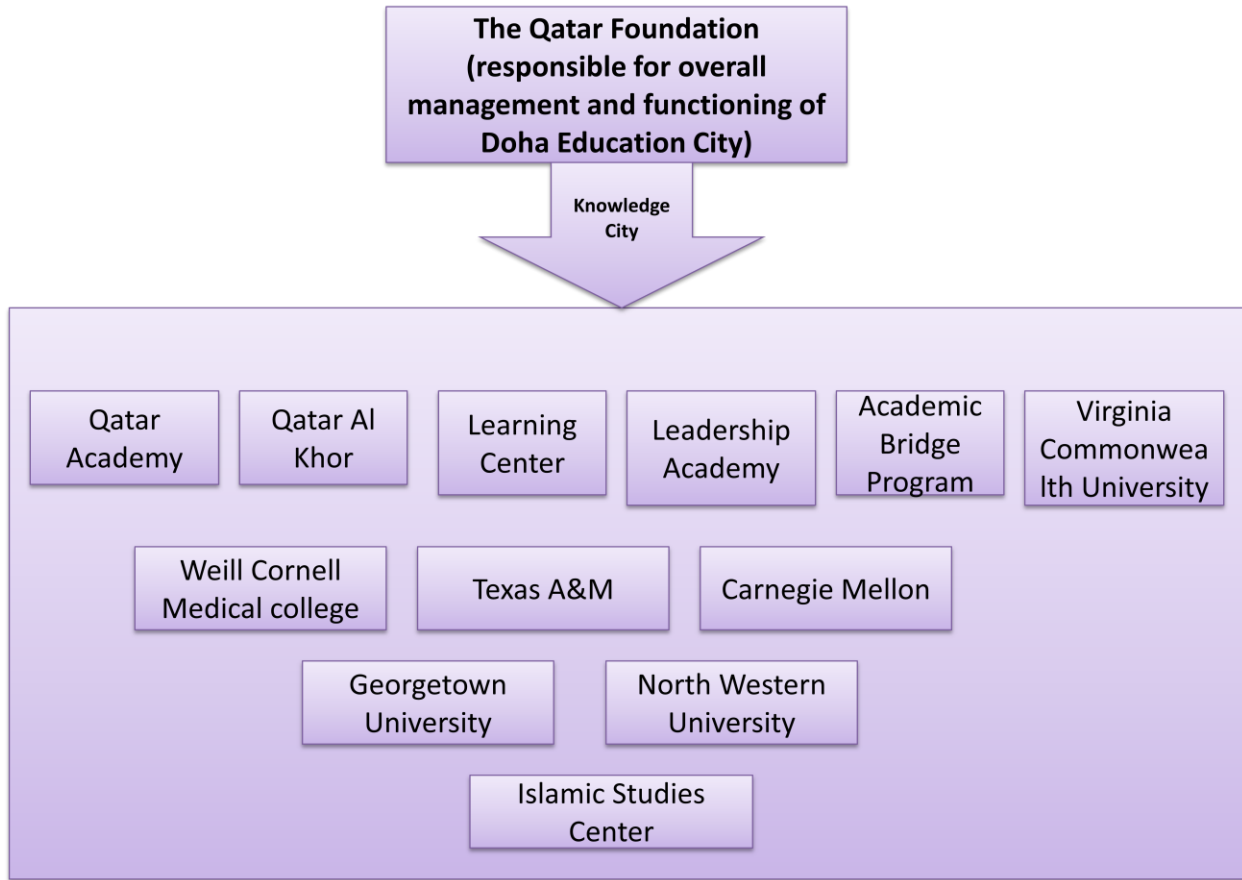 The Qatar Foundation
(responsible for overall
management and functioning of
Doha Education City)
Knowledge
City
Qatar
Academy
Qatar Al
Khor
Learning
Center
Leadership
Academy
Academic
Bridge
Program
Virginia
Commonwea
lth University
Weill Cornell
Medical college
Texas A&M
Carnegie Mellon
Georgetown
University
North Western
University
Islamic Studies
Center